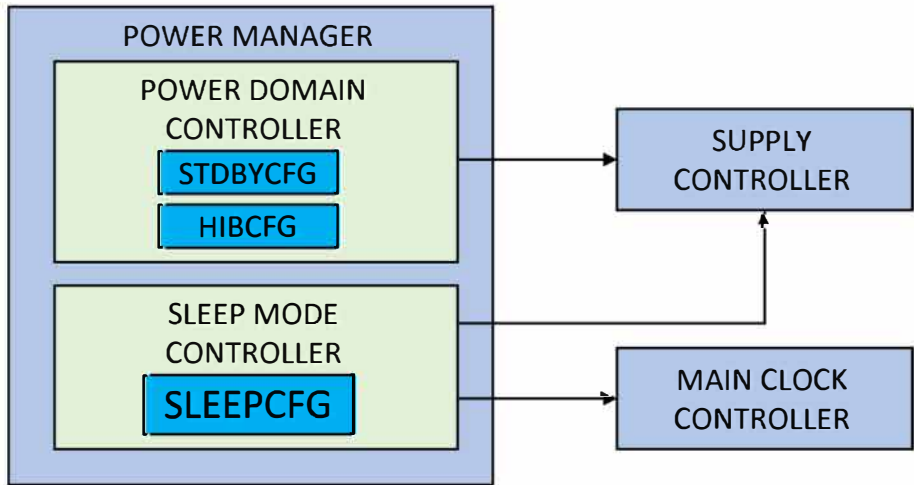 POWER MANAGER
POWER DOMAIN
CONTROLLER
STDBYCFG
HIBCFG
SUPPLY
CONTROLLER
SLEEP MODE
CONTROLLER
SLEEPCFG
MAIN CLOCK
CONTROLLER